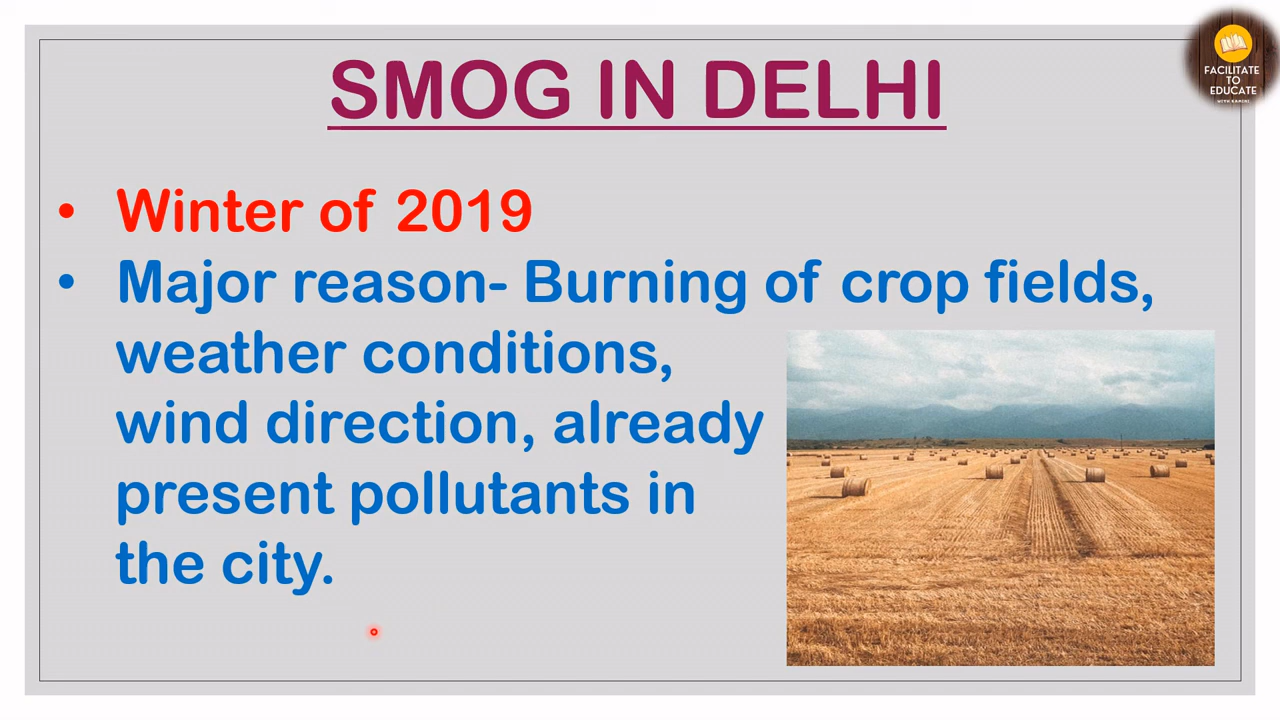 SMOG IN DELHI
FACILITATE
TO
EDUCATE
• Winter of 2019
• Major reason- Burning of crop fields,
weather conditions,
wind direction, already
present pollutants in
the city.